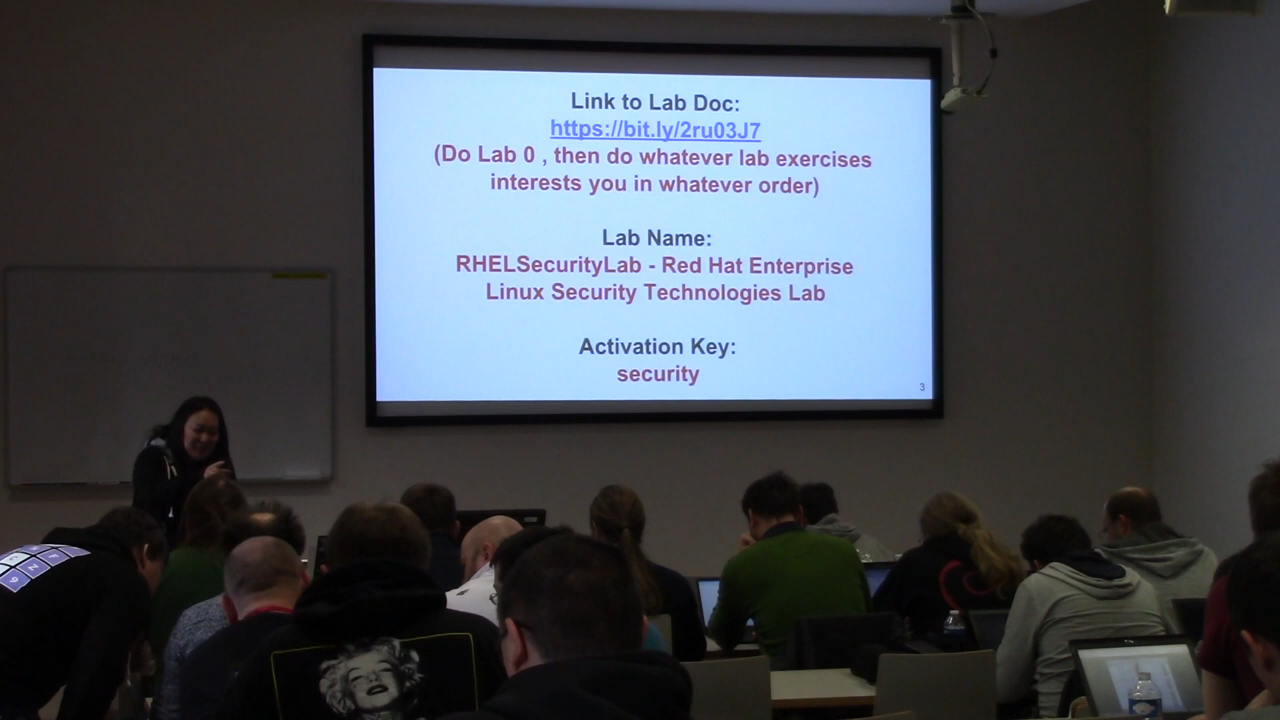 Link to Lab Doc:
https://bit.ly/2ru03J7
(Do Lab 0 , then do whatever lab exercises
interests you in whatever order)
Lab Name:
RHELSecurityLab - Red Hat Enterprise
Linux Security Technologies Lab
Activation Key:
security
3